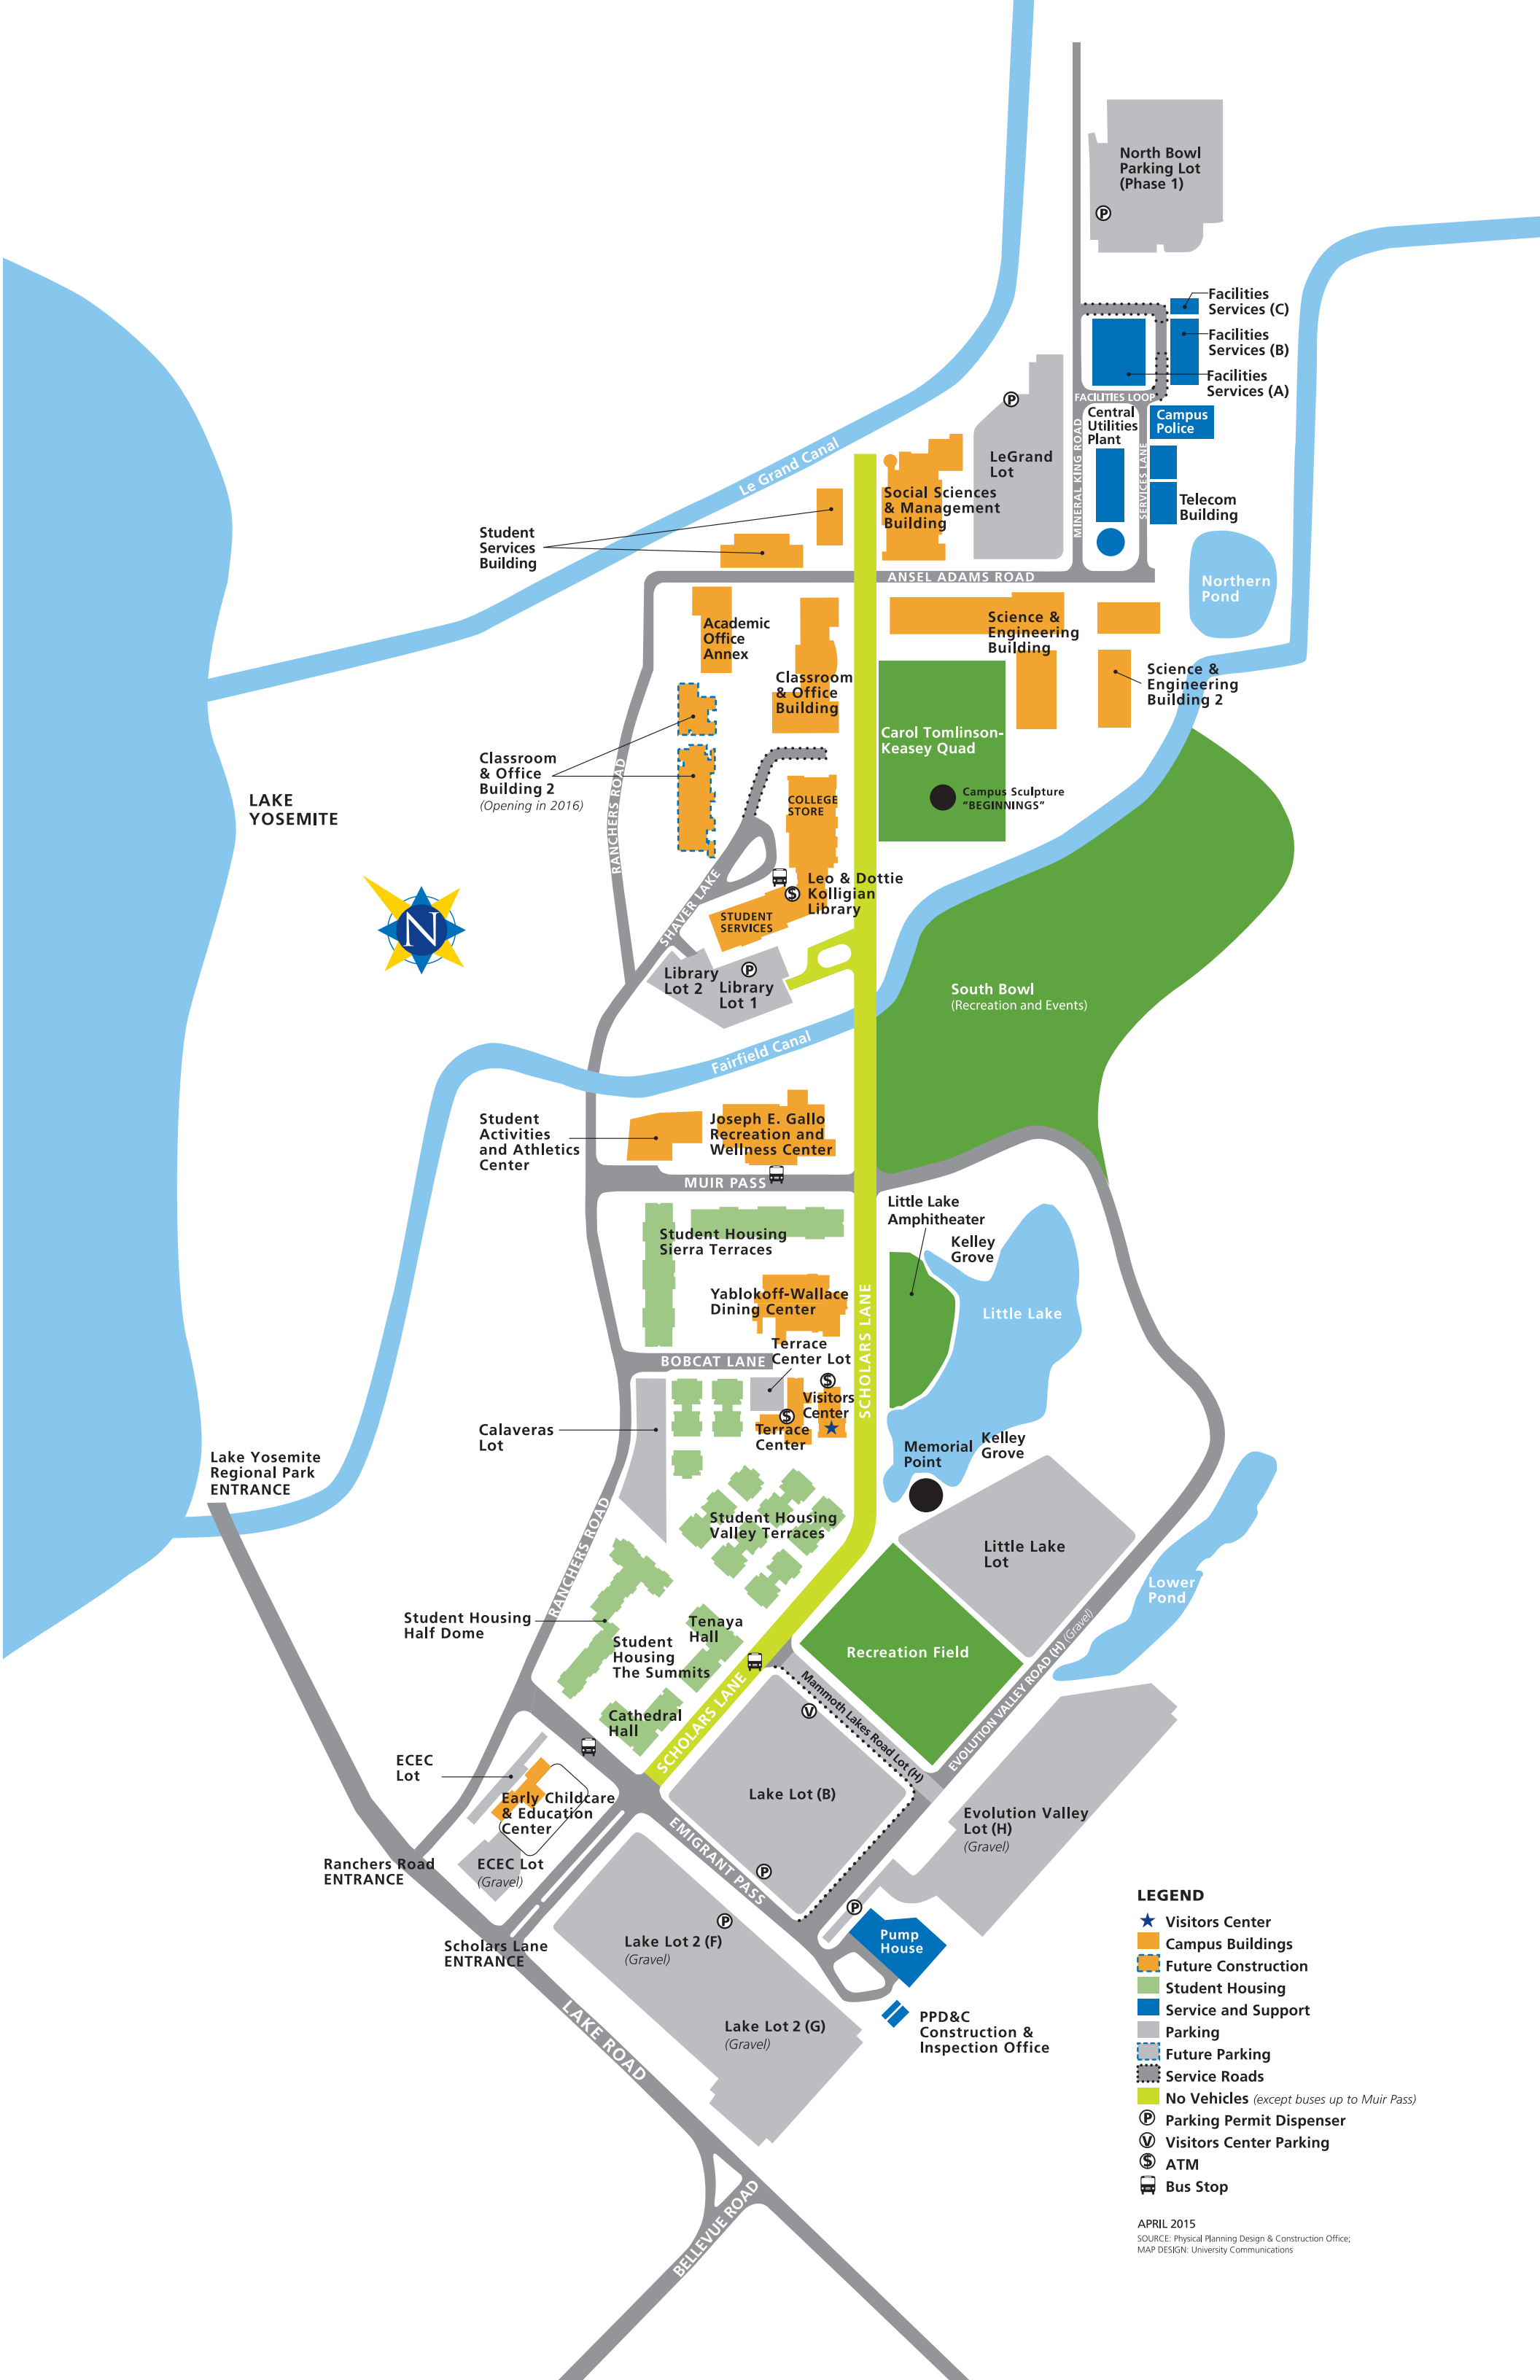 North Bowl
Parking Lot
(Phase 1)
P
Facilities
Services (C)
Facilities
Services (B)
Facilities
Services (A)
FACILITIES LOOP
Central
Utilities
Plant
Campus
Police
MINERAL KING ROAD
SERVICES LANE
Telecom
Building
P
LeGrand
Lot
Le Grand Canal
Social Sciences
& Management
Building
Student
Services
Building
ANSEL ADAMS ROAD
Northern
Pond
Academic
Office
Annex
Science &
Engineering
Building
Science &
Engineering
Building 2
Classroom
& Office
Building
Carol Tomlinson-
Keasey Quad
Classroom
& Office
Building 2
(Opening in 2016)
RANCHERS ROAD
Campus Sculpture
“BEGINNINGS”
COLLEGE
STORE
LAKE
YOSEMITE
N
SHAVER LAKE
$
Leo & Dottie
Kolligian
Library
STUDENT
SERVICES
Library
Lot 2
P
Library
Lot 1
South Bowl
(Recreation and Events)
Fairfield Canal
Student
Activities
and Athletics
Center
Joseph E. Gallo
Recreation and
Wellness Center
MUIR PASS
Little Lake
Amphitheater
Kelley
Grove
Student Housing
Sierra Terraces
Yablokoff-Wallace
Dining Center
SCHOLARS LANE
Little Lake
Terrace
Center Lot
BOBCAT LANE
$
Visitors
Center
$
Terrace
Center
Calaveras
Lot
Memorial
Point
Kelley
Grove
Lake Yosemite
Regional Park
ENTRANCE
Student Housing
Valley Terraces
RANCHERS ROAD
Little Lake
Lot
Lower
Pond
Student Housing
Half Dome
Tenaya
Hall
Student
Housing
The Summits
Recreation Field
EVOLUTION VALLEY ROAD (H) (Gravel)
Mammoth Lakes Road Lot (H)
Cathedral
Hall
SCHOLARS LANE
V
ECEC
Lot
Early Childcare
& Education
Center
Lake Lot (B)
Evolution Valley
Lot (H)
(Gravel)
EMIGRANT PASS
P
Ranchers Road
ENTRANCE
ECEC Lot
(Gravel)
P
P
Pump
House
Scholars Lane
ENTRANCE
Lake Lot 2 (F)
(Gravel)
Lake Lot 2 (G)
(Gravel)
PPD&C
Construction &
Inspection Office
LAKE ROAD
BELLEVUE ROAD
LEGEND
Visitors Center
Campus Buildings
Future Construction
Student Housing
Service and Support
Parking
Future Parking
Service Roads
No Vehicles (except buses up to Muir Pass)
P Parking Permit Dispenser
V Visitors Center Parking
$ ATM
Bus Stop
APRIL 2015
SOURCE: Physical Planning Design & Construction Office;
MAP DESIGN: University Communications